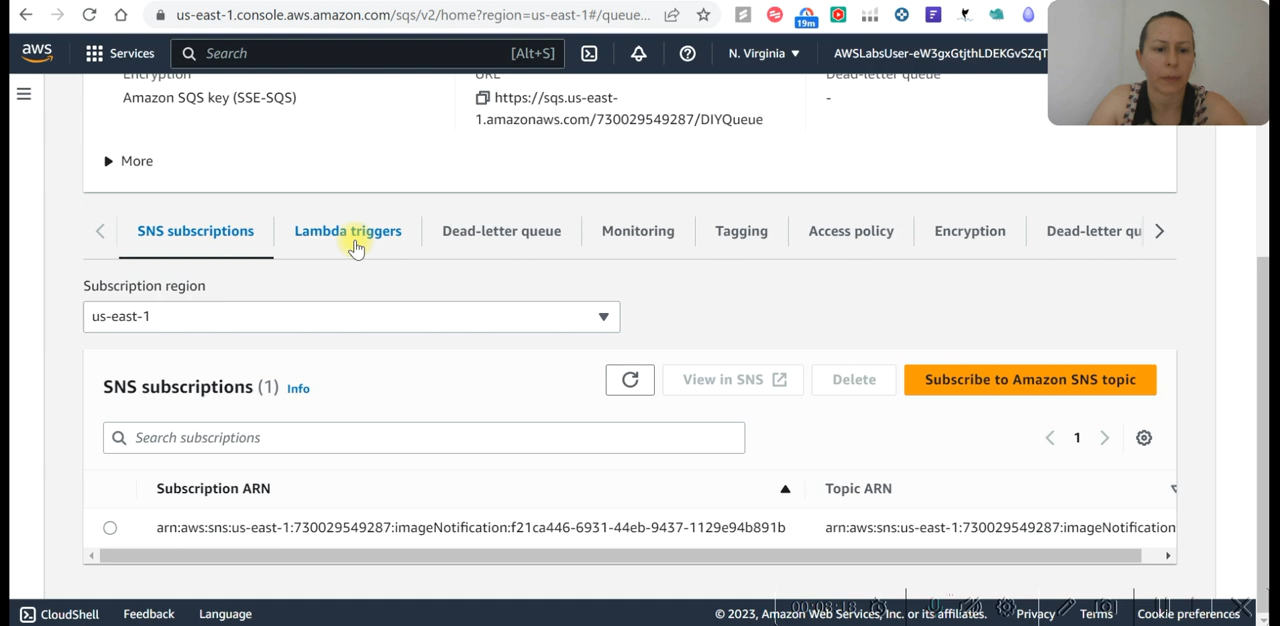 us-east-1.console.aws.amazon.com/sqs/v2/home?region=us-east-1#/queue...
19m
aws
Services
Search
[Alt+S]
N. Virginia
AWSLabsUser-eW3gxGtjthLDEKGvSZqT
Encryption
URL
Dead-letter queue
Amazon SQS key (SSE-SQS)
https://sqs.us-east-
-
1.amazonaws.com/730029549287/DIYQueue
More
SNS subscriptions
Lambda triggers
Dead-letter queue
Monitoring
Tagging
Access policy
Encryption
Dead-letter qu
Subscription region
us-east-1
SNS subscriptions (1)
Info
View in SNS
Delete
Subscribe to Amazon SNS topic
Search subscriptions
1
Subscription ARN
Topic ARN
arn:aws:sns:us-east-1:730029549287:imageNotification:f21ca446-6931-44eb-9437-1129e94b891b
arn:aws:sns:us-east-1:730029549287:imageNotification
CloudShell
Feedback
Language
© 2023, Amazon Web Services, Inc. or its affiliates.
Privacy
Terms
Cookie preferences